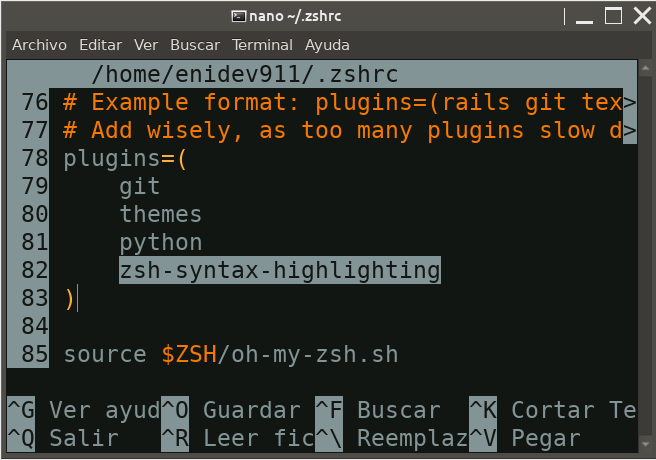 nano ~/.zshrc
Archivo Editar Ver Buscar Terminal Ayuda
/home/enidev911/.zshrc
76 # Example format: plugins=(rails git tex>
77 # Add wisely, as too many plugins slow d>
78 plugins=(
79 git
80 themes
81 python
82 zsh-syntax-highlighting
83 )
84
85 source $ZSH/oh-my-zsh.sh
^G Ver ayud^O Guardar ^F Buscar ^K Cortar Te
^Q Salir ^R Leer fic^\ Reemplaz^V Pegar